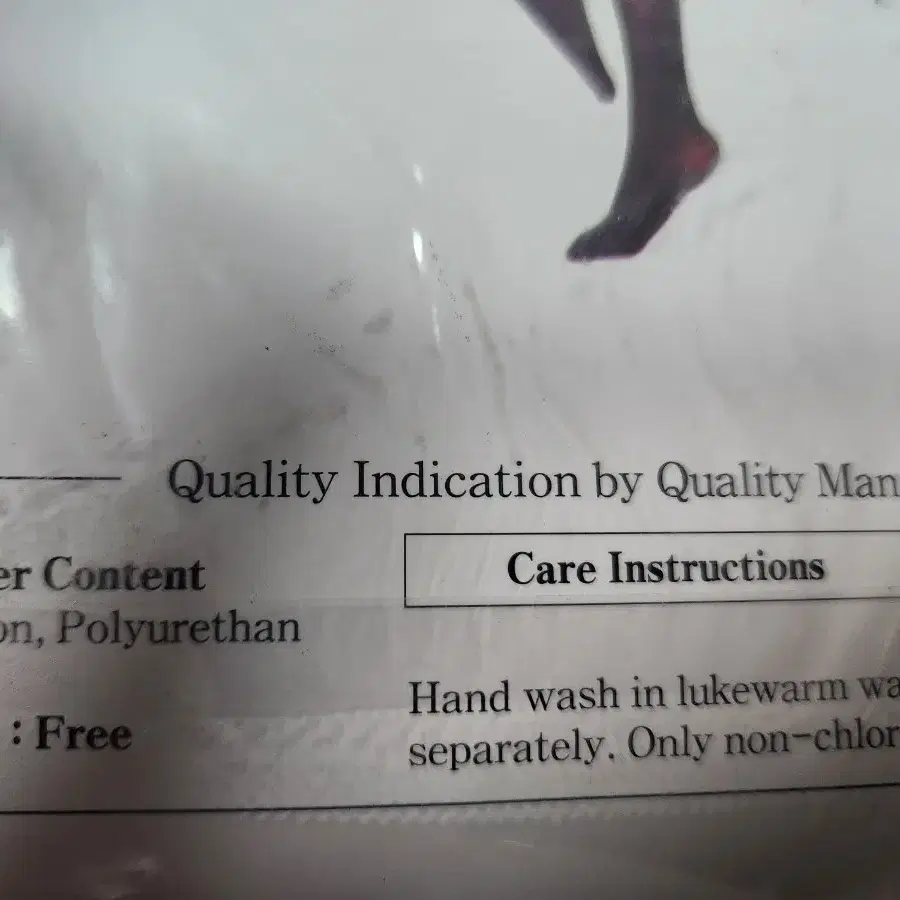 Quality Indication by Quality Man
er Content
on, Polyurethan
: Free
Care Instructions
Hand wash in lukewarm wa
separately. Only non-chlor